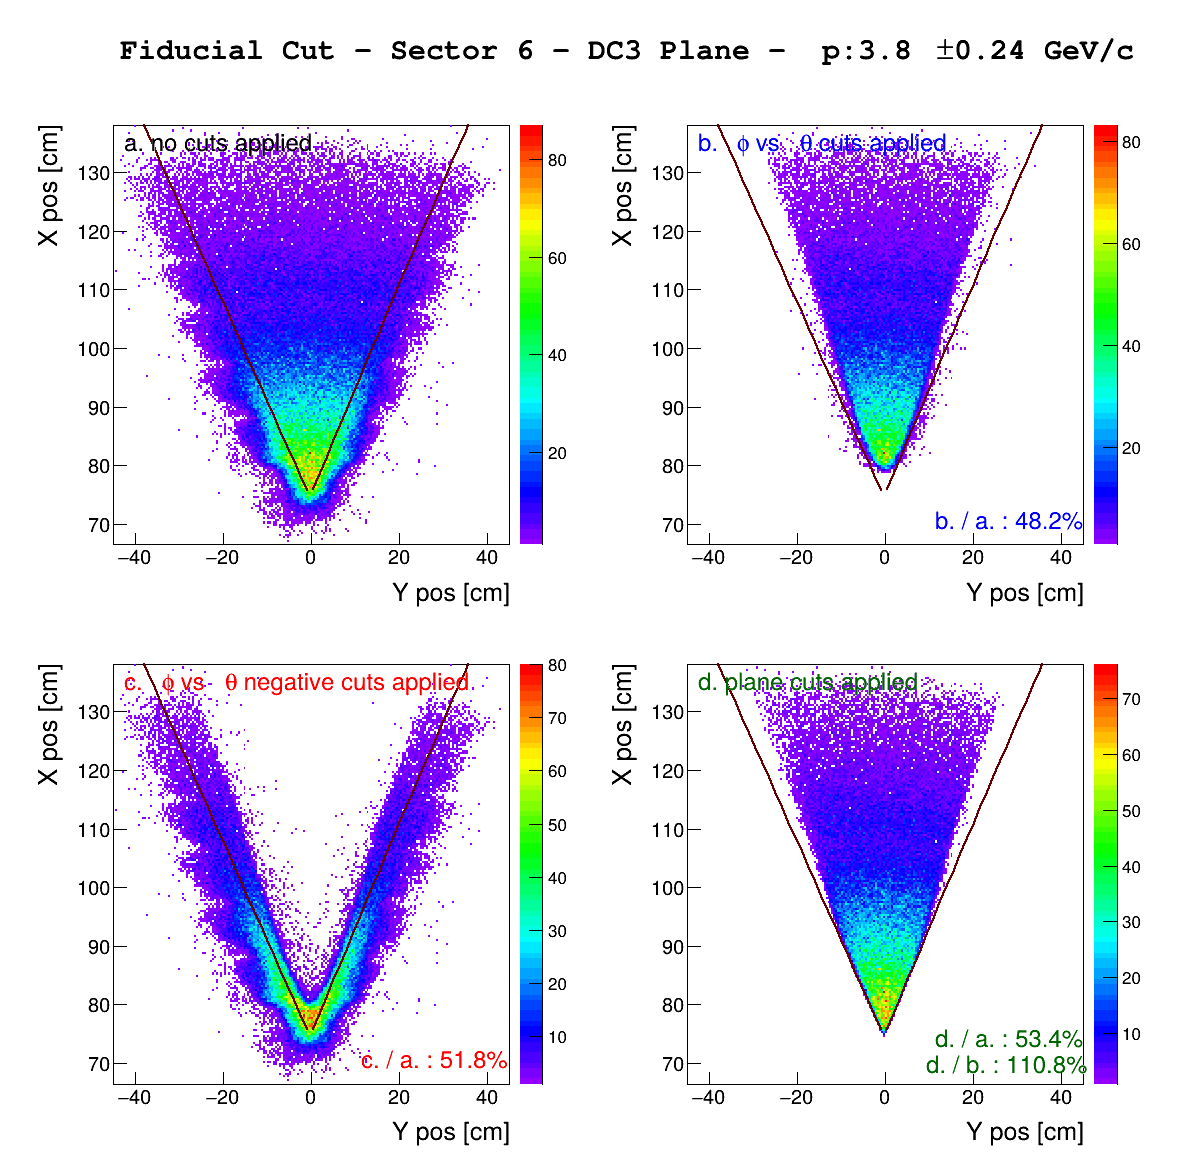 Fiducial Cut – Sector 6 – DC3 Plane – p:3.8 ±0.24 GeV/c
a. no cuts applied
X pos [cm]
130
120
110
100
90
80
70
−40 −20 0 20 40
Y pos [cm]
80
60
40
20
b. ϕ vs. θ cuts applied
X pos [cm]
130
120
110
100
90
80
70
b. / a. : 48.2%
−40 −20 0 20 40
Y pos [cm]
80
60
40
20
c. ϕ vs. θ negative cuts applied
X pos [cm]
130
120
110
100
90
80
70
c. / a. : 51.8%
−40 −20 0 20 40
Y pos [cm]
80
70
60
50
40
30
20
10
d. plane cuts applied
X pos [cm]
130
120
110
100
90
80
70
d. / a. : 53.4%
d. / b. : 110.8%
−40 −20 0 20 40
Y pos [cm]
70
60
50
40
30
20
10